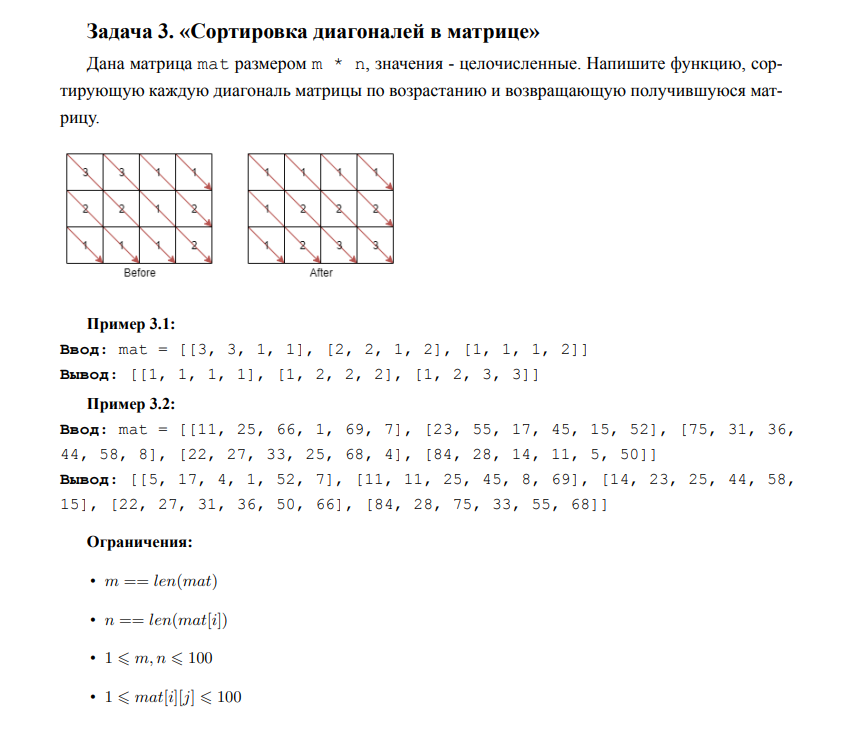 Задача 3. «Сортировка диагоналей в матрице»
Дана матрица mat размером m * n, значения - целочисленные. Напишите функцию, сор-
тирующую каждую диагональ матрицы по возрастанию и возвращающую получившуюся мат-
рицу.
3 3 1 1 1 1 1 1
2 2 1 2 1 2 2 2
1 1 1 2 1 2 3 3
Before After
Пример 3.1:
Ввод: mat = [[3, 3, 1, 1], [2, 2, 1, 2], [1, 1, 1, 2]]
Вывод: [[1, 1, 1, 1], [1, 2, 2, 2], [1, 2, 3, 3]]
Пример 3.2:
Ввод: mat = [[11, 25, 66, 1, 69, 7], [23, 55, 17, 45, 15, 52], [75, 31, 36,
44, 58, 8], [22, 27, 33, 25, 68, 4], [84, 28, 14, 11, 5, 50]]
Вывод: [[5, 17, 4, 1, 52, 7], [11, 11, 25, 45, 8, 69], [14, 23, 25, 44, 58,
15], [22, 27, 31, 36, 50, 66], [84, 28, 75, 33, 55, 68]]
Ограничения:
• m == len(mat)
• n == len(mat[i])
• 1 ⩽ m, n ⩽ 100
• 1 ⩽ mat[i][j] ⩽ 100